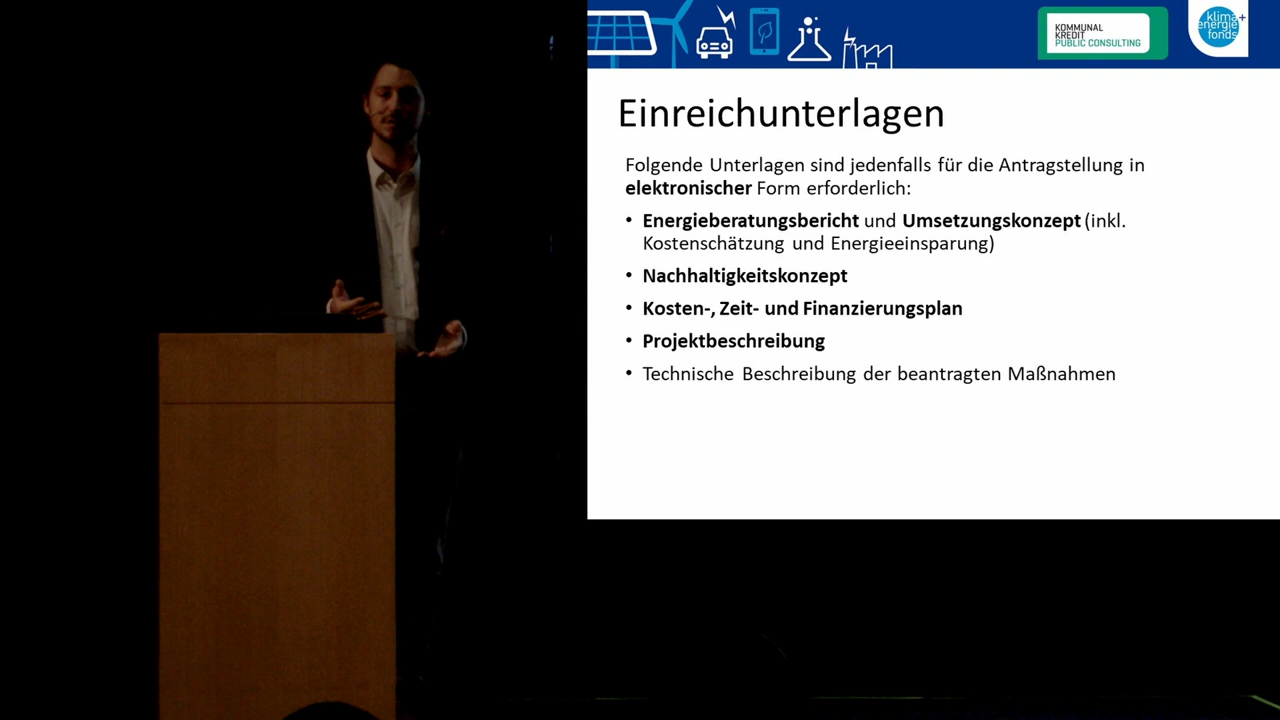 KOMMUNAL
KREDIT
PUBLIC CONSULTING
klima+
energie
fonds
Einreichunterlagen
Folgende Unterlagen sind jedenfalls für die Antragstellung in
elektronischer Form erforderlich:
• Energieberatungsbericht und Umsetzungskonzept (inkl.
Kostenschätzung und Energieeinsparung)
• Nachhaltigkeitskonzept
• Kosten-, Zeit- und Finanzierungsplan
• Projektbeschreibung
• Technische Beschreibung der beantragten Maßnahmen